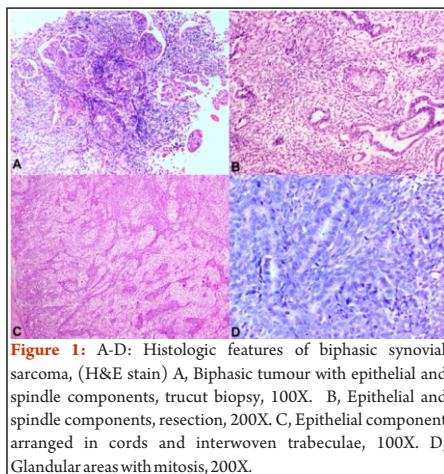 A
B
C
D
Figure 1: A-D: Histologic features of biphasic synovial
sarcoma, (H&E stain) A, Biphasic tumour with epithelial and
spindle components, trucut biopsy, 100X. B, Epithelial and
spindle components, resection, 200X. C, Epithelial component
arranged in cords and interwoven trabeculae, 100X. D,
Glandular areas with mitosis, 200X.